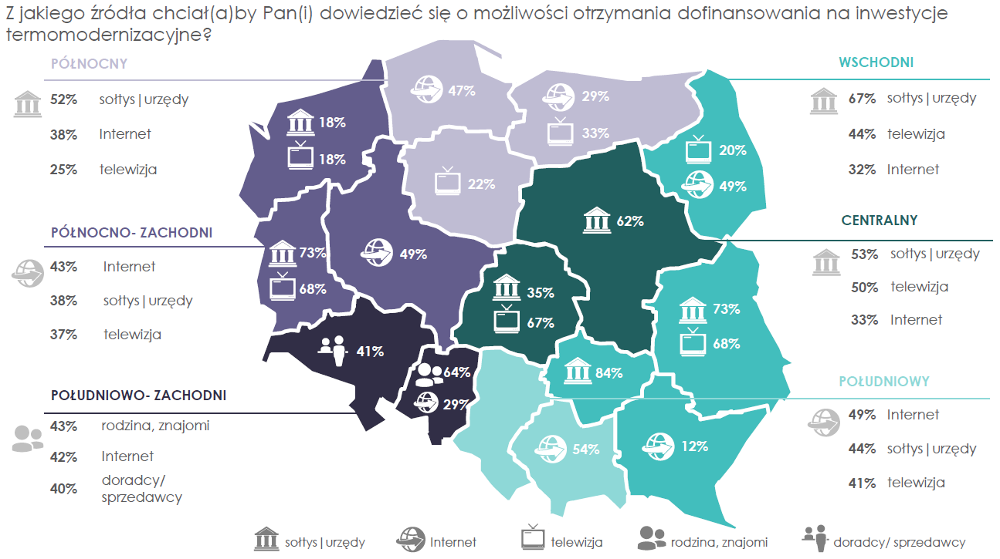 Z jakiego źródła chciał(a)by Pan(i) dowiedzieć się o możliwości otrzymania dofinansowania na inwestycje
termomodernizacyjne?
PÓŁNOCNY
52% sołtys|urzędy
38% Internet
25% telewizja
PÓŁNOCNO- ZACHODNI
43% Internet
38% sołtys|urzędy
37% telewizja
POŁUDNIOWO- ZACHODNI
43% rodzina, znajomi
42% Internet
40% doradcy/
sprzedawcy
47%
29%
33%
18%
18%
22%
20%
49%
62%
73%
68%
49%
35%
67%
73%
68%
41%
64%
29%
84%
54%
12%
WSCHODNI
67% sołtys|urzędy
44% telewizja
32% Internet
CENTRALNY
53% sołtys|urzędy
50% telewizja
33% Internet
POŁUDNIOWY
49% Internet
44% sołtys|urzędy
41% telewizja
sołtys|urzędy Internet telewizja rodzina, znajomi doradcy/ sprzedawcy